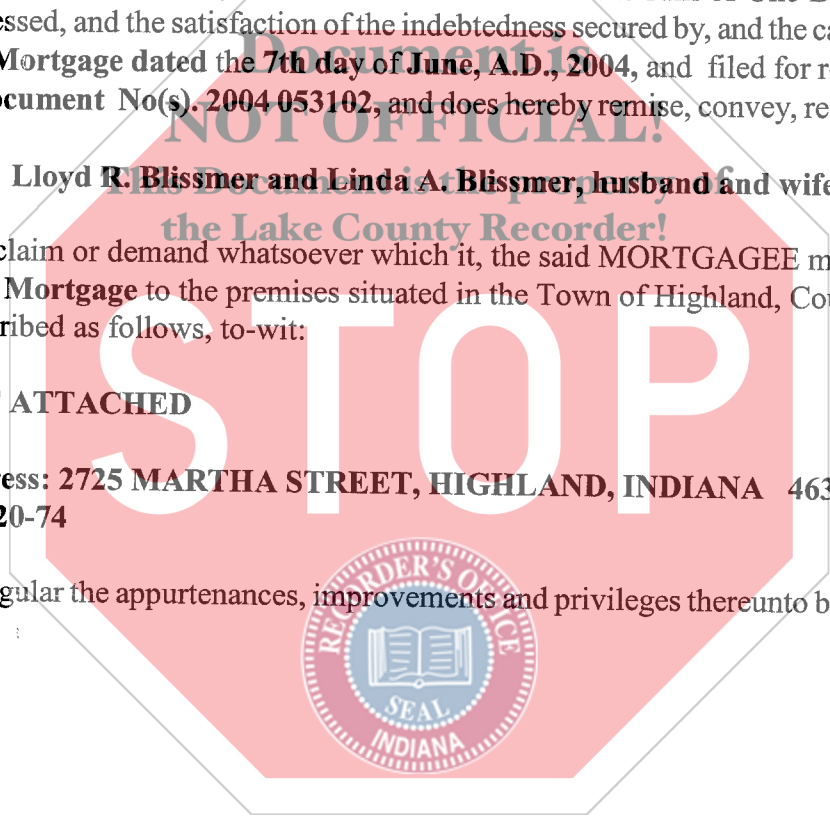 essed, and the satisfaction of the indebtedness secured by, and the ca
Mortgage dated the 7th day of June, A.D., 2004, and filed for r
ocument No(s). 2004 053102, and does hereby remise, convey, re
Document is
NOT OFFICIAL!
This Document is the property of
the Lake County Recorder!
Lloyd R. Blissmer and Linda A. Blissmer, husband and wife
claim or demand whatsoever which it, the said MORTGAGEE m
Mortgage to the premises situated in the Town of Highland, Cou
ribed as follows, to-wit:
STOP
ATTACHED
ess: 2725 MARTHA STREET, HIGHLAND, INDIANA 463
20-74
gular the appurtenances, improvements and privileges thereunto b
RECORDER'S OFFICE
SEAL
INDIANA